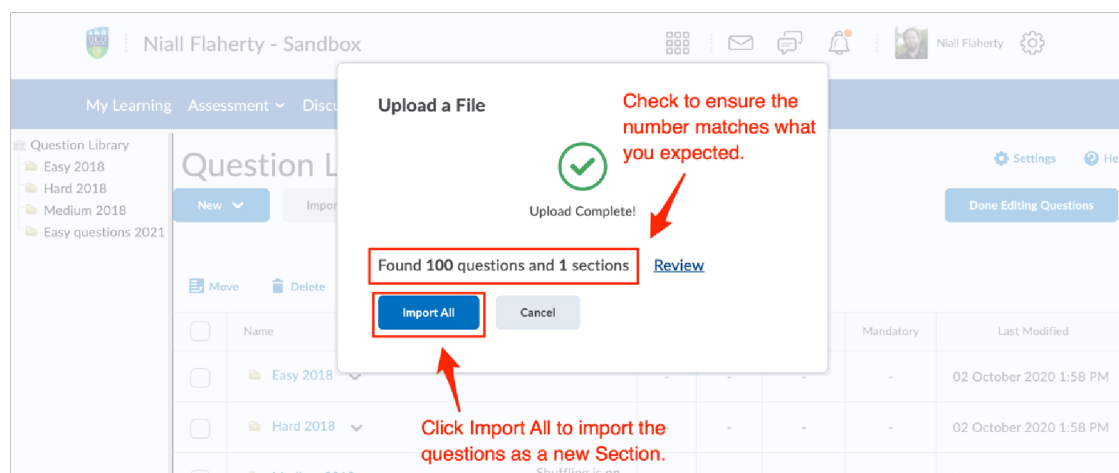 Niall Flaherty - Sandbox
Niall Flaherty
My Learning Assessment Discu
Question Library
Easy 2018
Hard 2018
Medium 2018
Easy questions 2021
Question L
Settings
He
New
Impor
Done Editing Questions
Move
Delete
Upload a File
Check to ensure the
number matches what
you expected.
Upload Complete!
Found 100 questions and 1 sections
Review
Import All
Cancel
Name
Mandatory
Last Modified
Easy 2018
-
-
-
-
02 October 2020 1:58 PM
Hard 2018
-
-
-
-
02 October 2020 1:58 PM
Click Import All to import the
questions as a new Section.
Shuffling is on